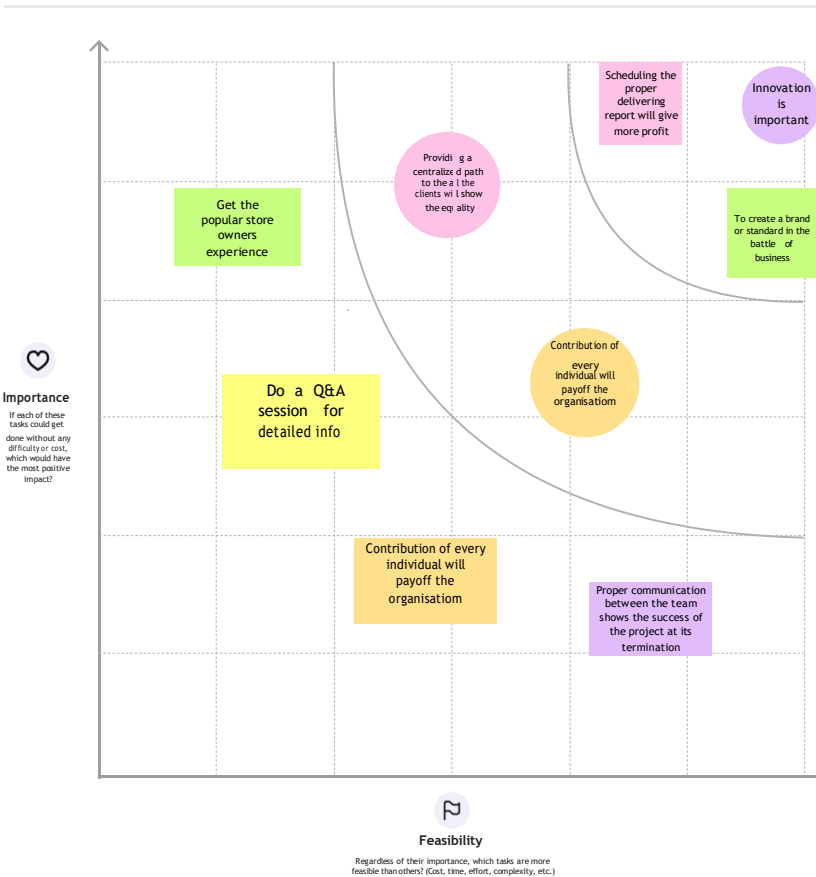 Scheduling the
proper
delivering
report will give
more profit
Innovation
is
important
Providi g a
centralize d path
to the a l the
clients wi l show
the equ ality
Get the
popular store
owners
experience
To create a brand
or standard in the
battle of
business
Contribution of
every
individual will
payoff the
organisatiom
Importance
If each of these
tasks could get
done without any
difficulty or cost,
which would have
the most positive
impact?
Do a Q&A
session for
detailed info
Contribution of every
individual will
payoff the
organisatiom
Proper communication
between the team
shows the success of
the project at its
termination
Feasibility
Regardless of their importance, which tasks are more
feasible than others? (Cost, time, effort, complexity, etc.)